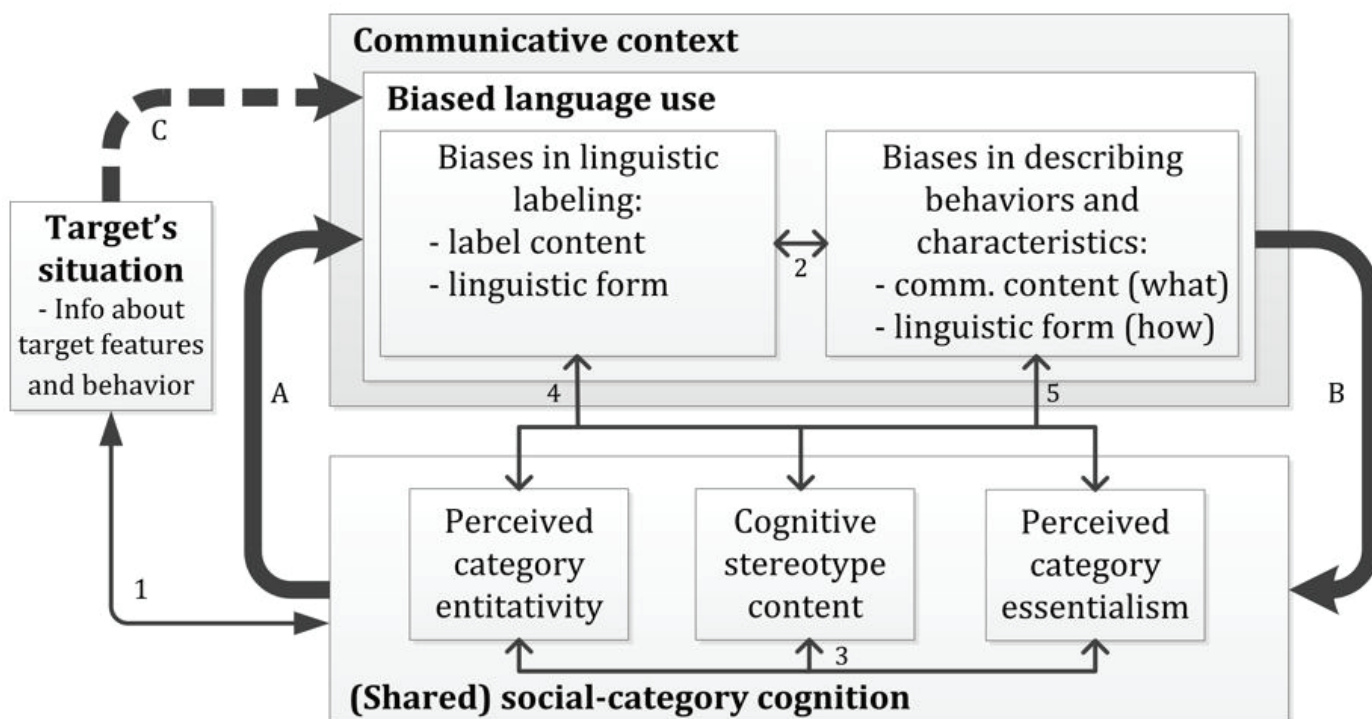 Communicative context
Biased language use
C
Biases in linguistic
labeling:
- label content
- linguistic form
2
Biases in describing
behaviors and
characteristics:
- comm. content (what)
- linguistic form (how)
Target's
situation
- Info about
target features
and behavior
A
B
4
5
1
Perceived
category
entitativity
Cognitive
stereotype
content
Perceived
category
essentialism
3
(Shared) social-category cognition